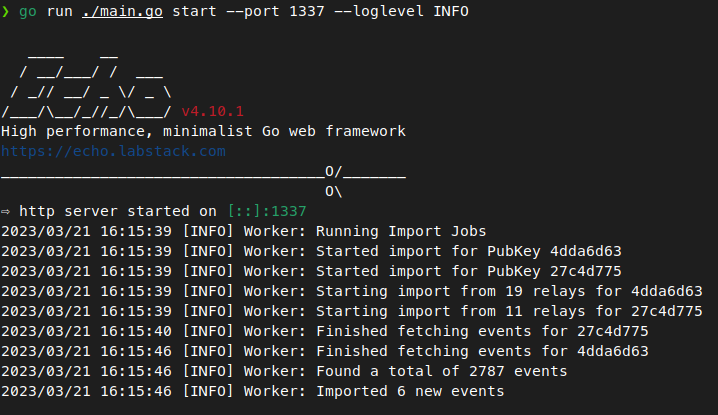 ❯ go run ./main.go start --port 1337 --loglevel INFO
   ____    __
  / __/___/ /  ___
 / _// __/ _ \/ _ \
/___/\__/_//_/\___/ v4.10.1
High performance, minimalist Go web framework
https://echo.labstack.com
____________________________________O/_______
                                    O\
⇨ http server started on [::]:1337
2023/03/21 16:15:39 [INFO] Worker: Running Import Jobs
2023/03/21 16:15:39 [INFO] Worker: Started import for PubKey 4dda6d63
2023/03/21 16:15:39 [INFO] Worker: Started import for PubKey 27c4d775
2023/03/21 16:15:39 [INFO] Worker: Starting import from 19 relays for 4dda6d63
2023/03/21 16:15:39 [INFO] Worker: Starting import from 11 relays for 27c4d775
2023/03/21 16:15:40 [INFO] Worker: Finished fetching events for 27c4d775
2023/03/21 16:15:46 [INFO] Worker: Finished fetching events for 4dda6d63
2023/03/21 16:15:46 [INFO] Worker: Found a total of 2787 events
2023/03/21 16:15:46 [INFO] Worker: Imported 6 new events